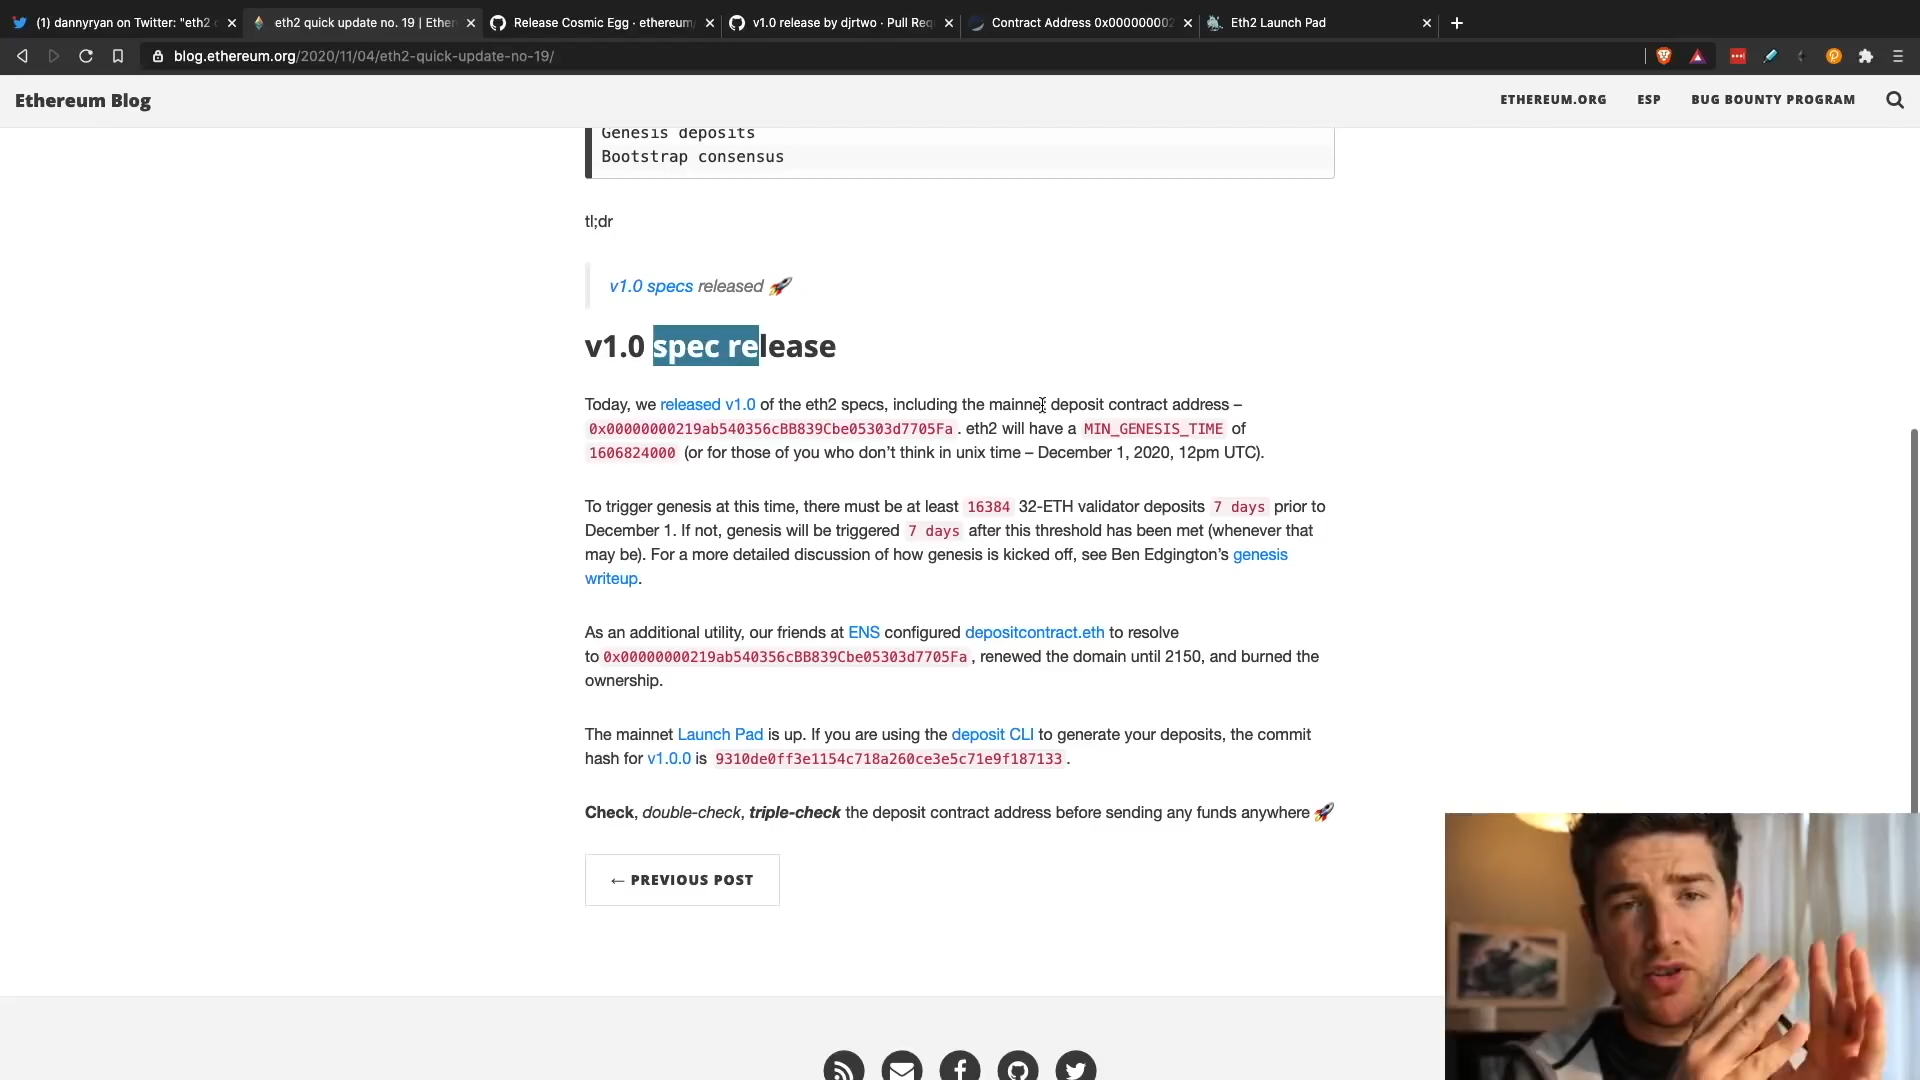 (1) dannyryan on Twitter: "eth2
eth2 quick update no. 19 | Ether
Release Cosmic Egg · ethereum/
v1.0 release by djrtwo · Pull Req
Contract Address 0x000000002
Eth2 Launch Pad
blog.ethereum.org/2020/11/04/eth2-quick-update-no-19/
Ethereum Blog
ETHEREUM.ORG ESP BUG BOUNTY PROGRAM
Genesis deposits
Bootstrap consensus
tl;dr
v1.0 specs released 🚀
v1.0 spec release
Today, we released v1.0 of the eth2 specs, including the mainnet deposit contract address –
0x00000000219ab540356cBB839Cbe05303d7705Fa. eth2 will have a MIN_GENESIS_TIME of
1606824000 (or for those of you who don't think in unix time – December 1, 2020, 12pm UTC).
To trigger genesis at this time, there must be at least 16384 32-ETH validator deposits 7 days prior to
December 1. If not, genesis will be triggered 7 days after this threshold has been met (whenever that
may be). For a more detailed discussion of how genesis is kicked off, see Ben Edgington's genesis
writeup.
As an additional utility, our friends at ENS configured depositcontract.eth to resolve
to 0x00000000219ab540356cBB839Cbe05303d7705Fa, renewed the domain until 2150, and burned the
ownership.
The mainnet Launch Pad is up. If you are using the deposit CLI to generate your deposits, the commit
hash for v1.0.0 is 9310de0ff3e1154c718a260ce3e5c71e9f187133.
Check, double-check, triple-check the deposit contract address before sending any funds anywhere 🚀
← PREVIOUS POST